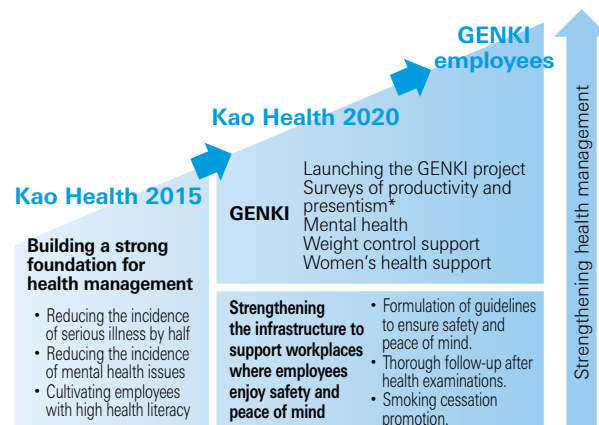 GENKI
employees
Kao Health 2020
Kao Health 2015
Building a strong
foundation for
health management
• Reducing the incidence
of serious illness by half
• Reducing the incidence
of mental health issues
• Cultivating employees
with high health literacy
GENKI
Launching the GENKI project
Surveys of productivity and
presentism*
Mental health
Weight control support
Women's health support
Strengthening
the infrastructure to
support workplaces
where employees
enjoy safety and
peace of mind
• Formulation of guidelines
to ensure safety and
peace of mind.
• Thorough follow-up after
health examinations.
• Smoking cessation
promotion.
Strengthening health management